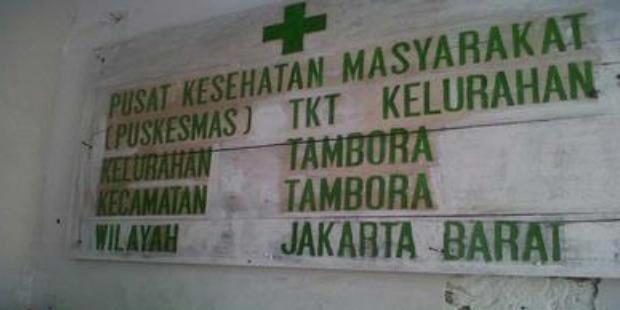 PUSAT KESEHATAN MASYARAKAT
(PUSKESMAS) TKT KELURAHAN
KELURAHAN TAMBORA
KECAMATAN TAMBORA
WILAYAH JAKARTA BARAT